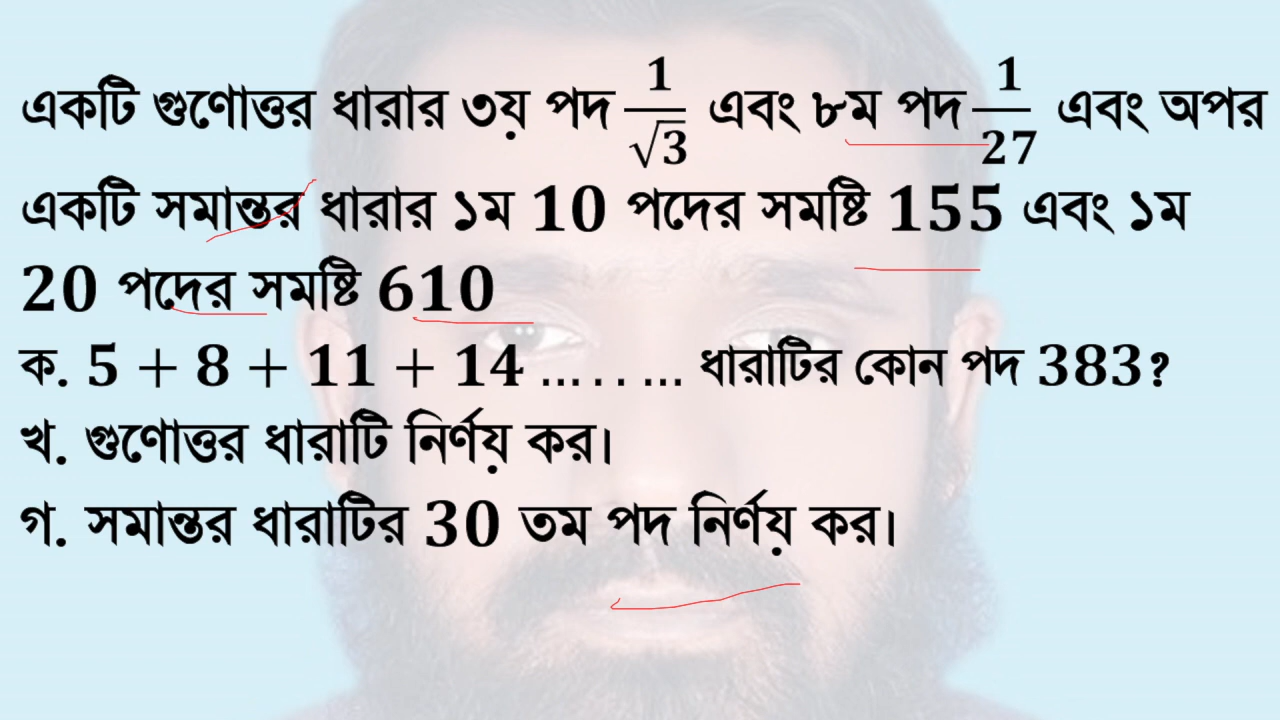 একটি গুণোত্তর ধারার ৩য় পদ 1/√3 এবং ৮ম পদ 1/27 এবং অপর
একটি সমান্তর ধারার ১ম 10 পদের সমষ্টি 155 এবং ১ম
20 পদের সমষ্টি 610
ক. 5 + 8 + 11 + 14 ... . . ... ধারাটির কোন পদ 383?
খ. গুণোত্তর ধারাটি নির্ণয় কর।
গ. সমান্তর ধারাটির 30 তম পদ নির্ণয় কর।